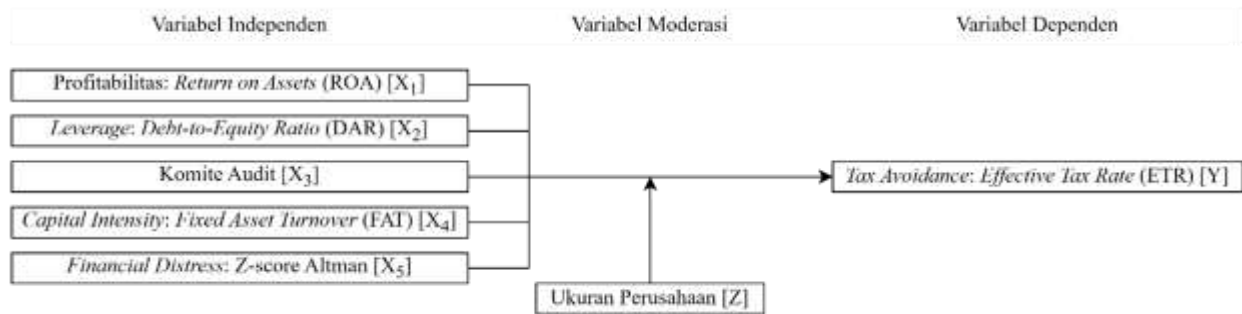 Variabel Independen Variabel Moderasi Variabel Dependen
Profitabilitas: Return on Assets (ROA) [X1]
Leverage: Debt-to-Equity Ratio (DAR) [X2]
Komite Audit [X3]
Tax Avoidance: Effective Tax Rate (ETR) [Y]
Capital Intensity: Fixed Asset Turnover (FAT) [X4]
Financial Distress: Z-score Altman [X5]
Ukuran Perusahaan [Z]